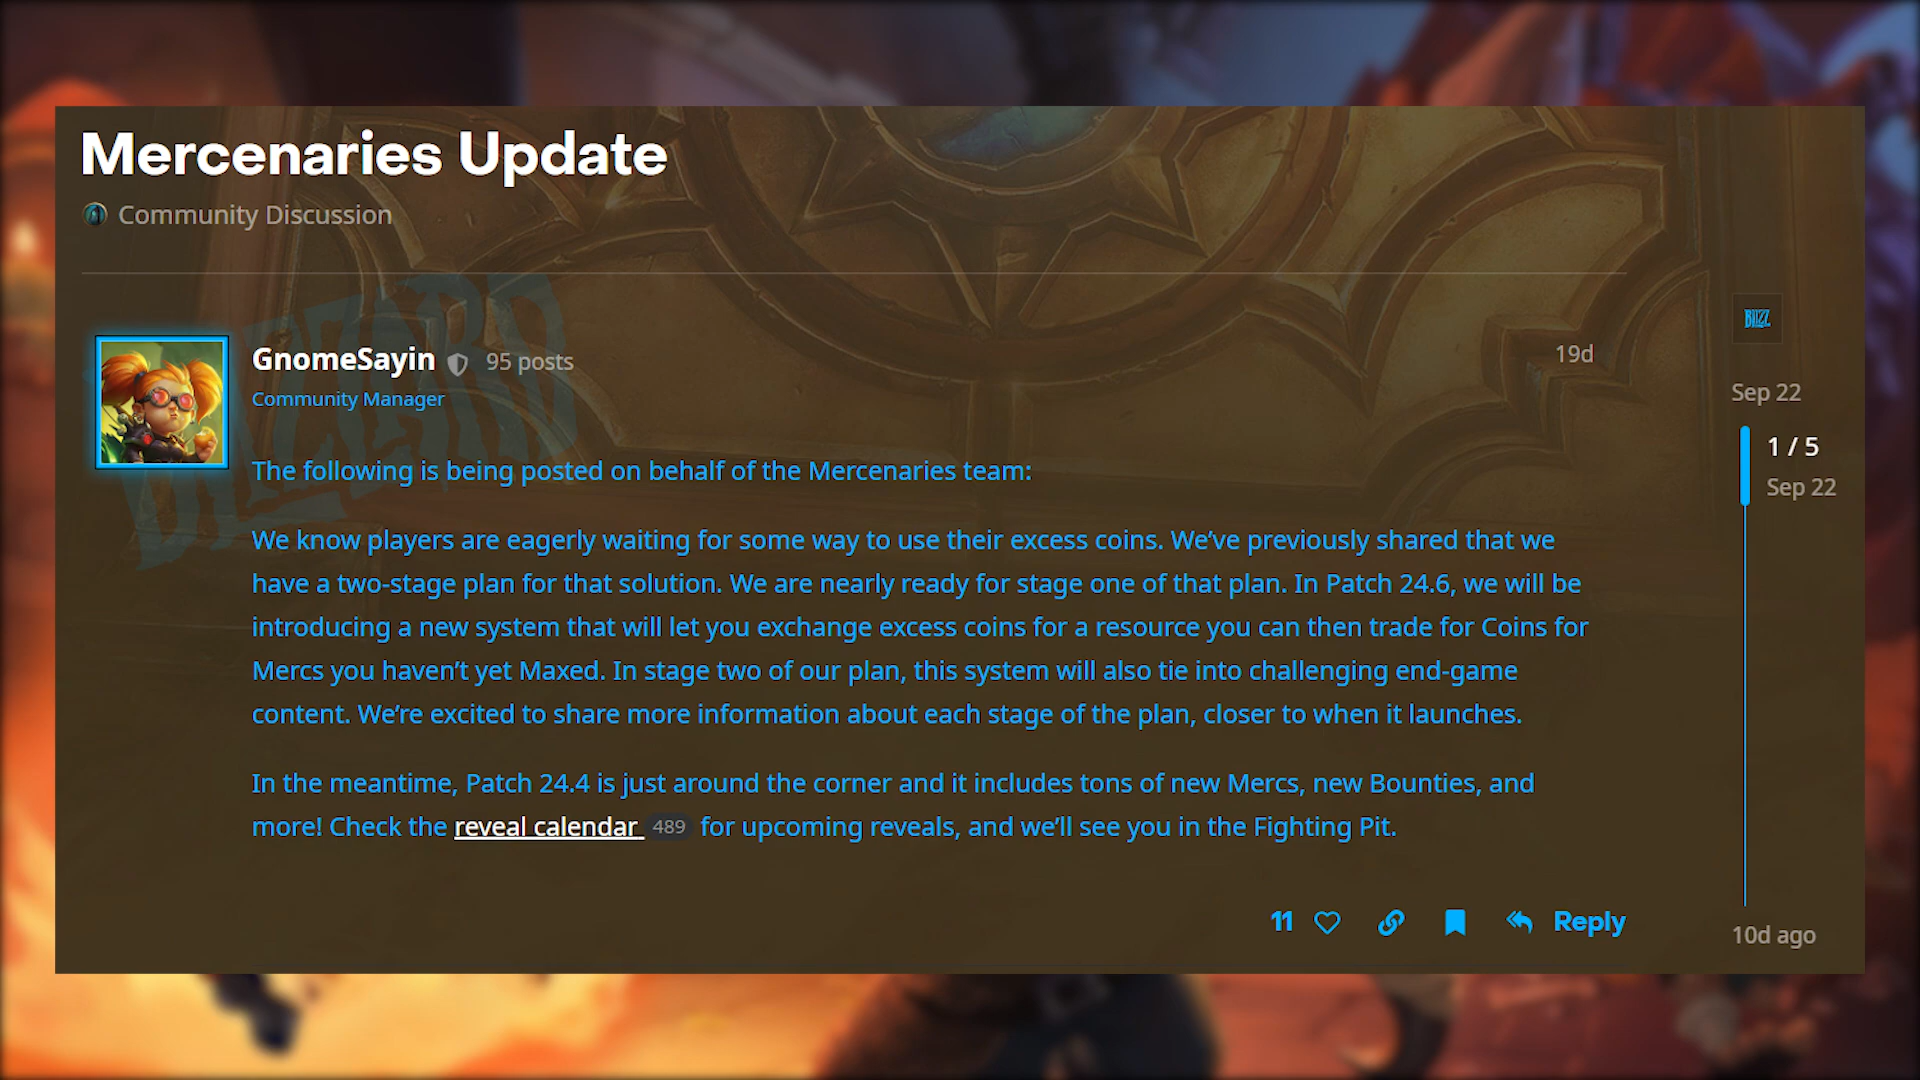 Mercenaries Update
Community Discussion
BLIZZARD
GnomeSayin 95 posts
19d
Community Manager
The following is being posted on behalf of the Mercenaries team:
We know players are eagerly waiting for some way to use their excess coins. We’ve previously shared that we
have a two-stage plan for that solution. We are nearly ready for stage one of that plan. In Patch 24.6, we will be
introducing a new system that will let you exchange excess coins for a resource you can then trade for Coins for
Mercs you haven’t yet Maxed. In stage two of our plan, this system will also tie into challenging end-game
content. We’re excited to share more information about each stage of the plan, closer to when it launches.
In the meantime, Patch 24.4 is just around the corner and it includes tons of new Mercs, new Bounties, and
more! Check the reveal calendar 489 for upcoming reveals, and we’ll see you in the Fighting Pit.
11 Reply
BLIZZ
Sep 22
1 / 5
Sep 22
10d ago